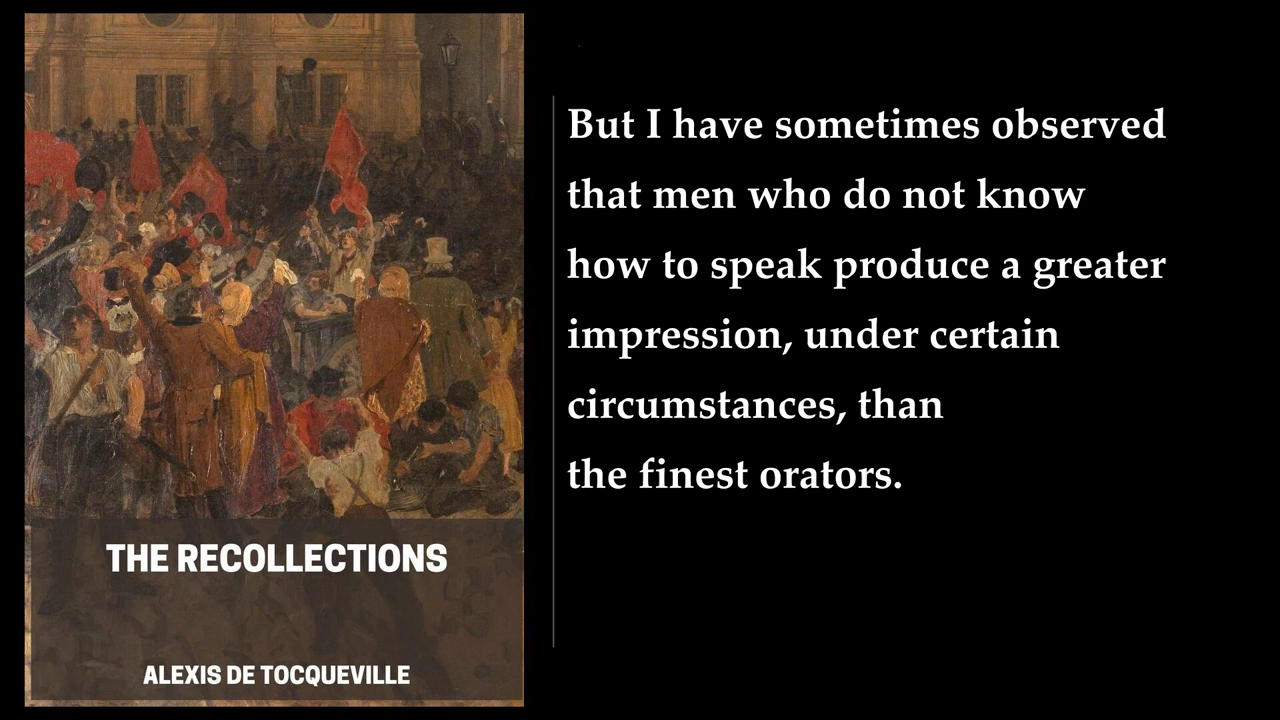 THE RECOLLECTIONS
ALEXIS DE TOCQUEVILLE
But I have sometimes observed
that men who do not know
how to speak produce a greater
impression, under certain
circumstances, than
the finest orators.